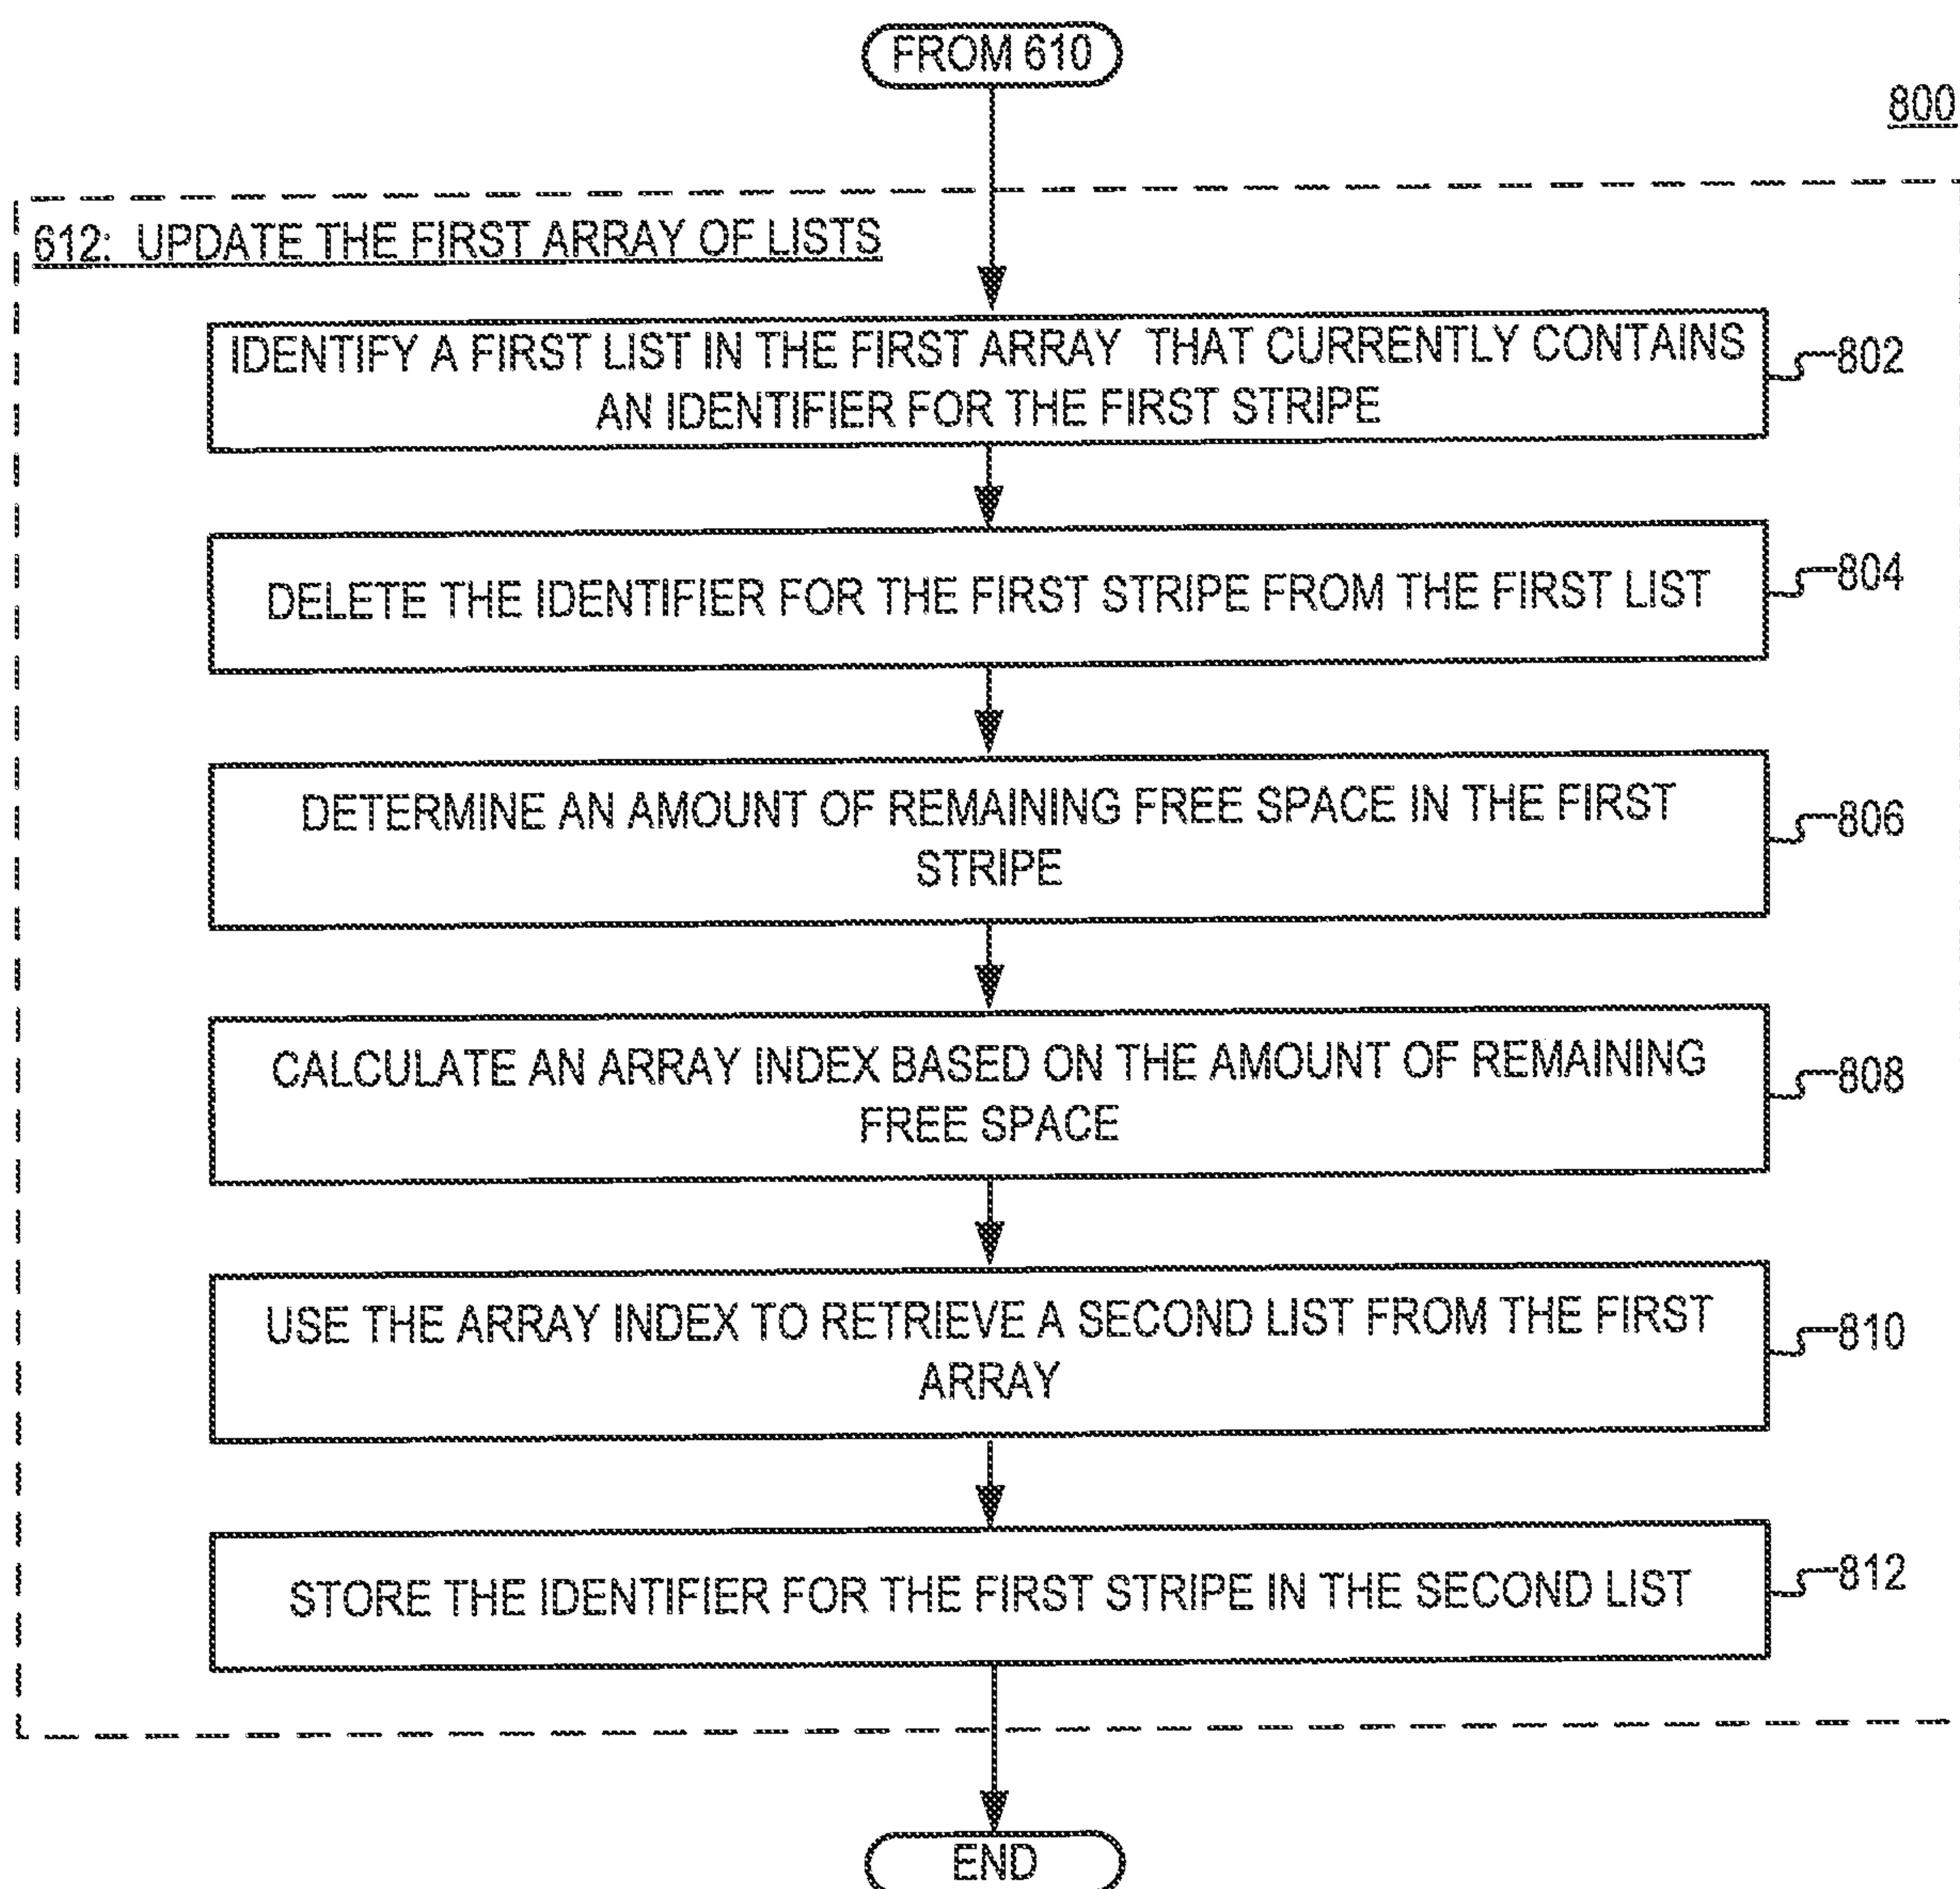 FROM 610
800
612: UPDATE THE FIRST ARRAY OF LISTS
IDENTIFY A FIRST LIST IN THE FIRST ARRAY THAT CURRENTLY CONTAINS
AN IDENTIFIER FOR THE FIRST STRIPE
802
DELETE THE IDENTIFIER FOR THE FIRST STRIPE FROM THE FIRST LIST
804
DETERMINE AN AMOUNT OF REMAINING FREE SPACE IN THE FIRST
STRIPE
806
CALCULATE AN ARRAY INDEX BASED ON THE AMOUNT OF REMAINING
FREE SPACE
808
USE THE ARRAY INDEX TO RETRIEVE A SECOND LIST FROM THE FIRST
ARRAY
810
STORE THE IDENTIFIER FOR THE FIRST STRIPE IN THE SECOND LIST
812
END